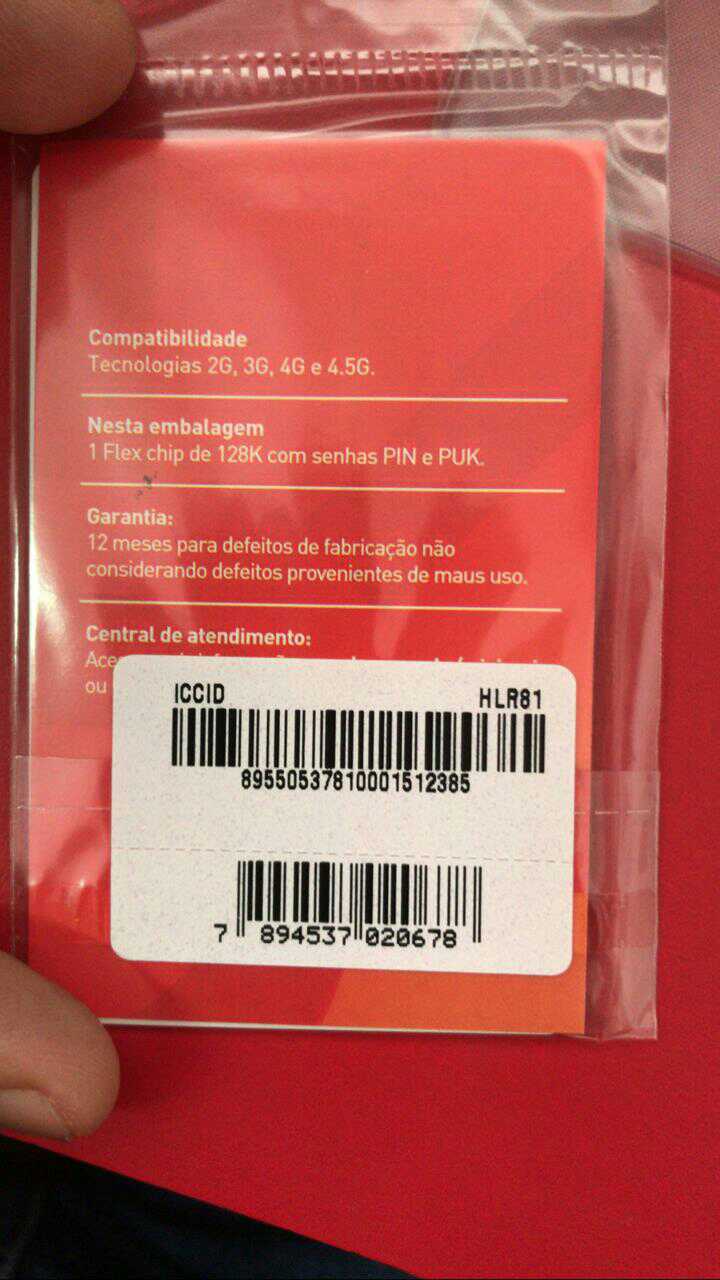 Compatibilidade
Tecnologias 2G, 3G, 4G e 4.5G.
Nesta embalagem
1 Flex chip de 128K com senhas PIN e PUK.
Garantia:
12 meses para defeitos de fabricação não
considerando defeitos provenientes de maus uso.
Central de atendimento:
ou
ICCID HLR81
89550537810001512385
7 894537 020678